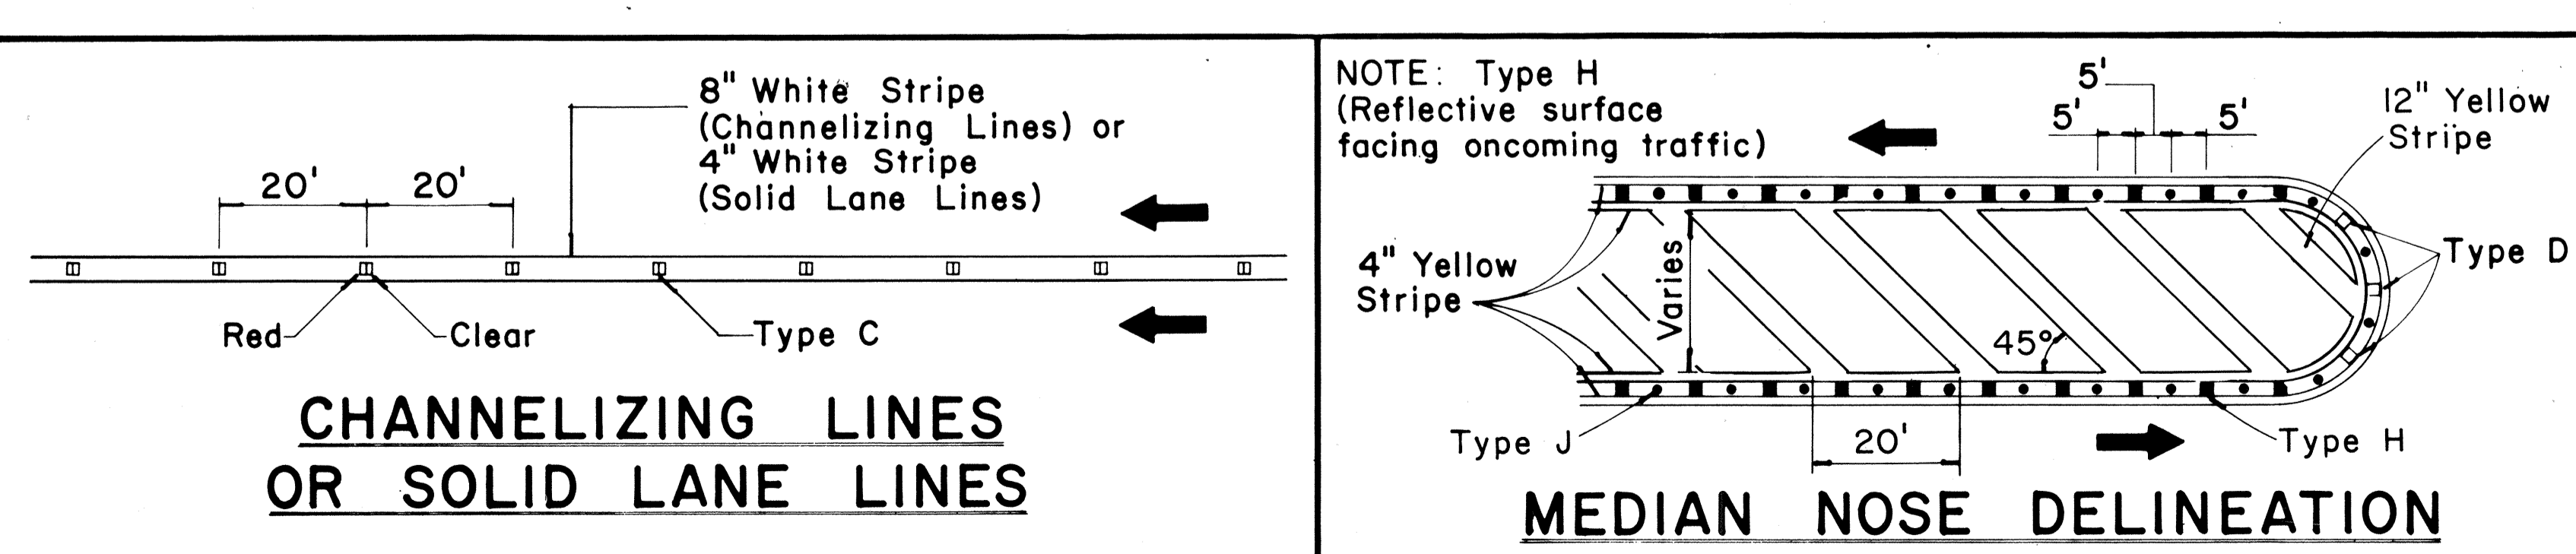 8" White Stripe
(Channelizing Lines) or
4" White Stripe
(Solid Lane Lines)
20'
20'
Red
Clear
Type C
CHANNELIZING LINES
OR SOLID LANE LINES
NOTE: Type H
(Reflective surface
facing oncoming traffic)
5'
5'
5'
12" Yellow
Stripe
4" Yellow
Stripe
Varies
45°
Type D
Type J
20'
Type H
MEDIAN NOSE DELINEATION